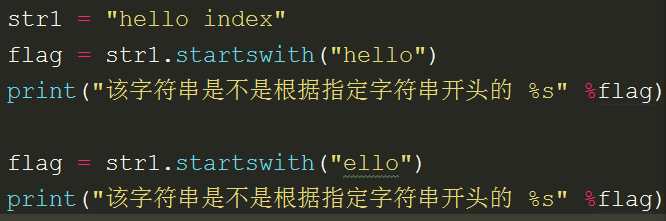 str1 = "hello index"
flag = str1.startswith("hello")
print("该字符串是不是根据指定字符串开头的 %s" %flag)
flag = str1.startswith("ello")
print("该字符串是不是根据指定字符串开头的 %s" %flag)